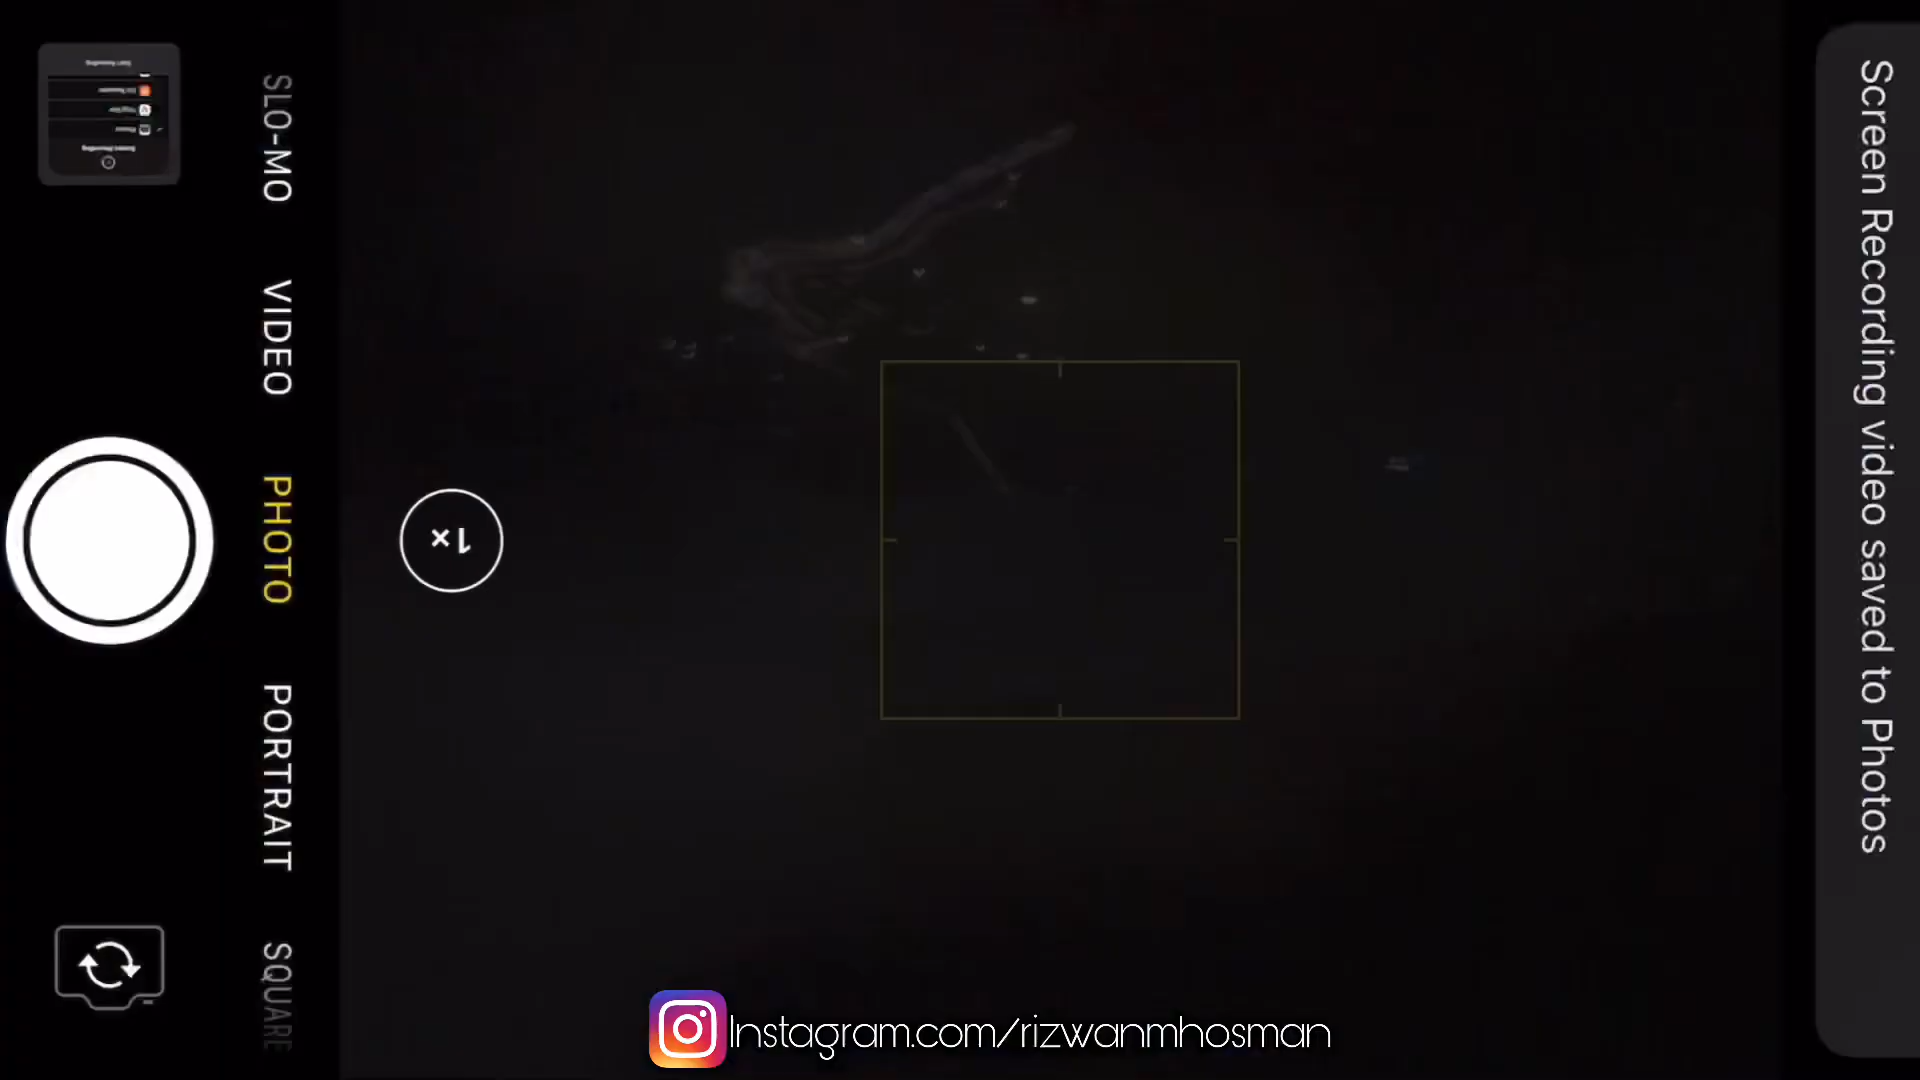 Screen Recording video saved to Photos
SLO-MO
VIDEO
PHOTO
PORTRAIT
SQUARE
1×
Instagram.com/rizwanmhosman